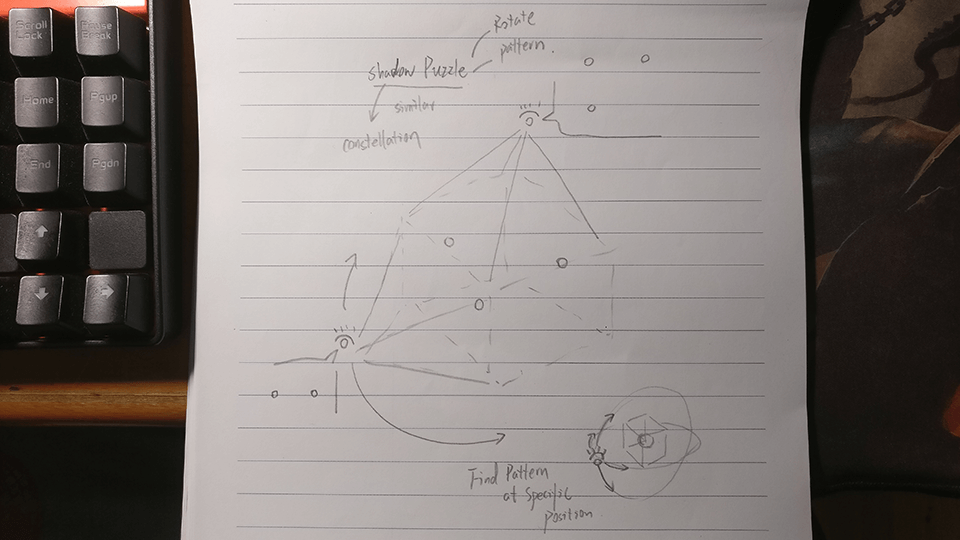 Scroll
Lock
Pause
Break
Home
Pgup
End
Pgdn
Rotate
pattern.
shadow Puzzle
similar
constellation
Find Pattern
at Specific
position.